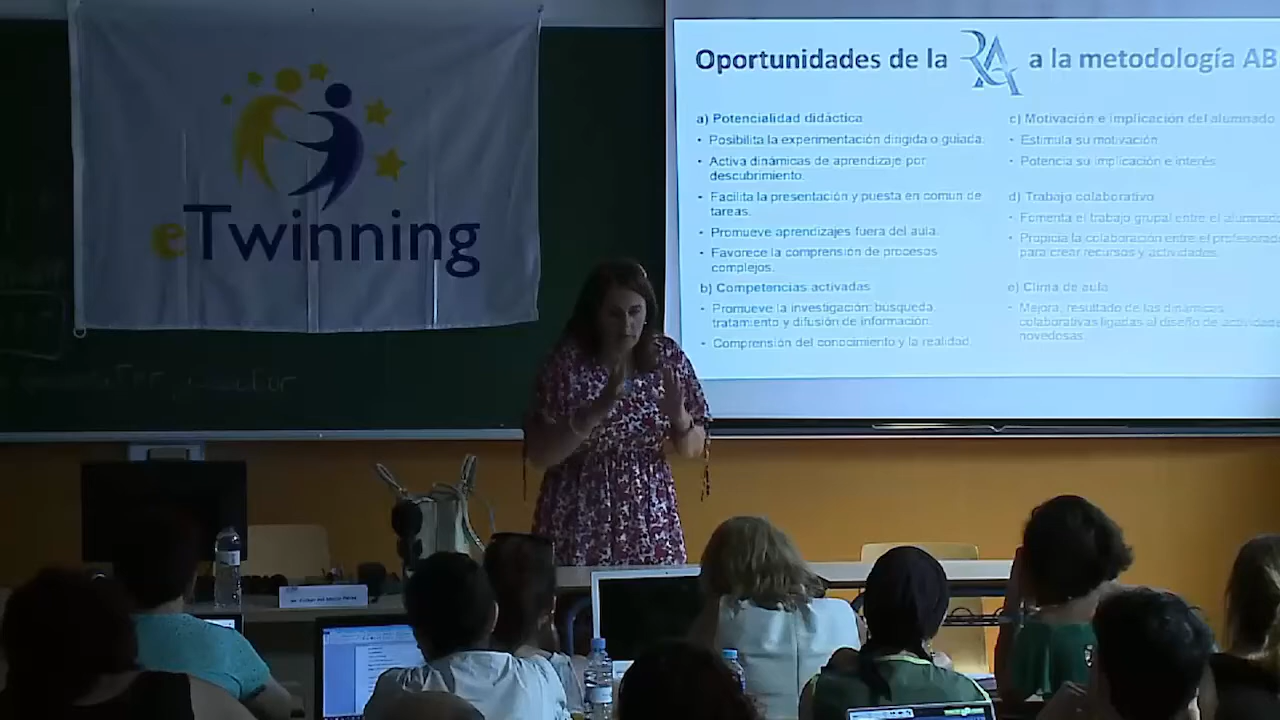 eTwinning
Oportunidades de la RA a la metodología AB
a) Potencialidad didáctica
• Posibilita la experimentación dirigida o guiada.
• Activa dinámicas de aprendizaje por
descubrimiento.
• Facilita la presentación y puesta en comun de
tareas.
• Promueve aprendizajes fuera del aula.
• Favorece la comprensión de procesos
complejos.
b) Competencias activadas
• Promueve la investigación: búsqueda,
tratamiento y difusión de información.
• Comprensión del conocimiento y la realidad.
c) Motivación e implicación del alumnado
• Estimula su motivación
• Potencia su implicación e interés
d) Trabajo colaborativo
• Fomenta el trabajo grupal entre el alumnado
• Propicia la colaboración entre el profesorado
para crear recursos y actividades.
e) Clima de aula
• Mejora, resultado de las dinámicas
colaborativas ligadas al diseño de actividades
novedosas.